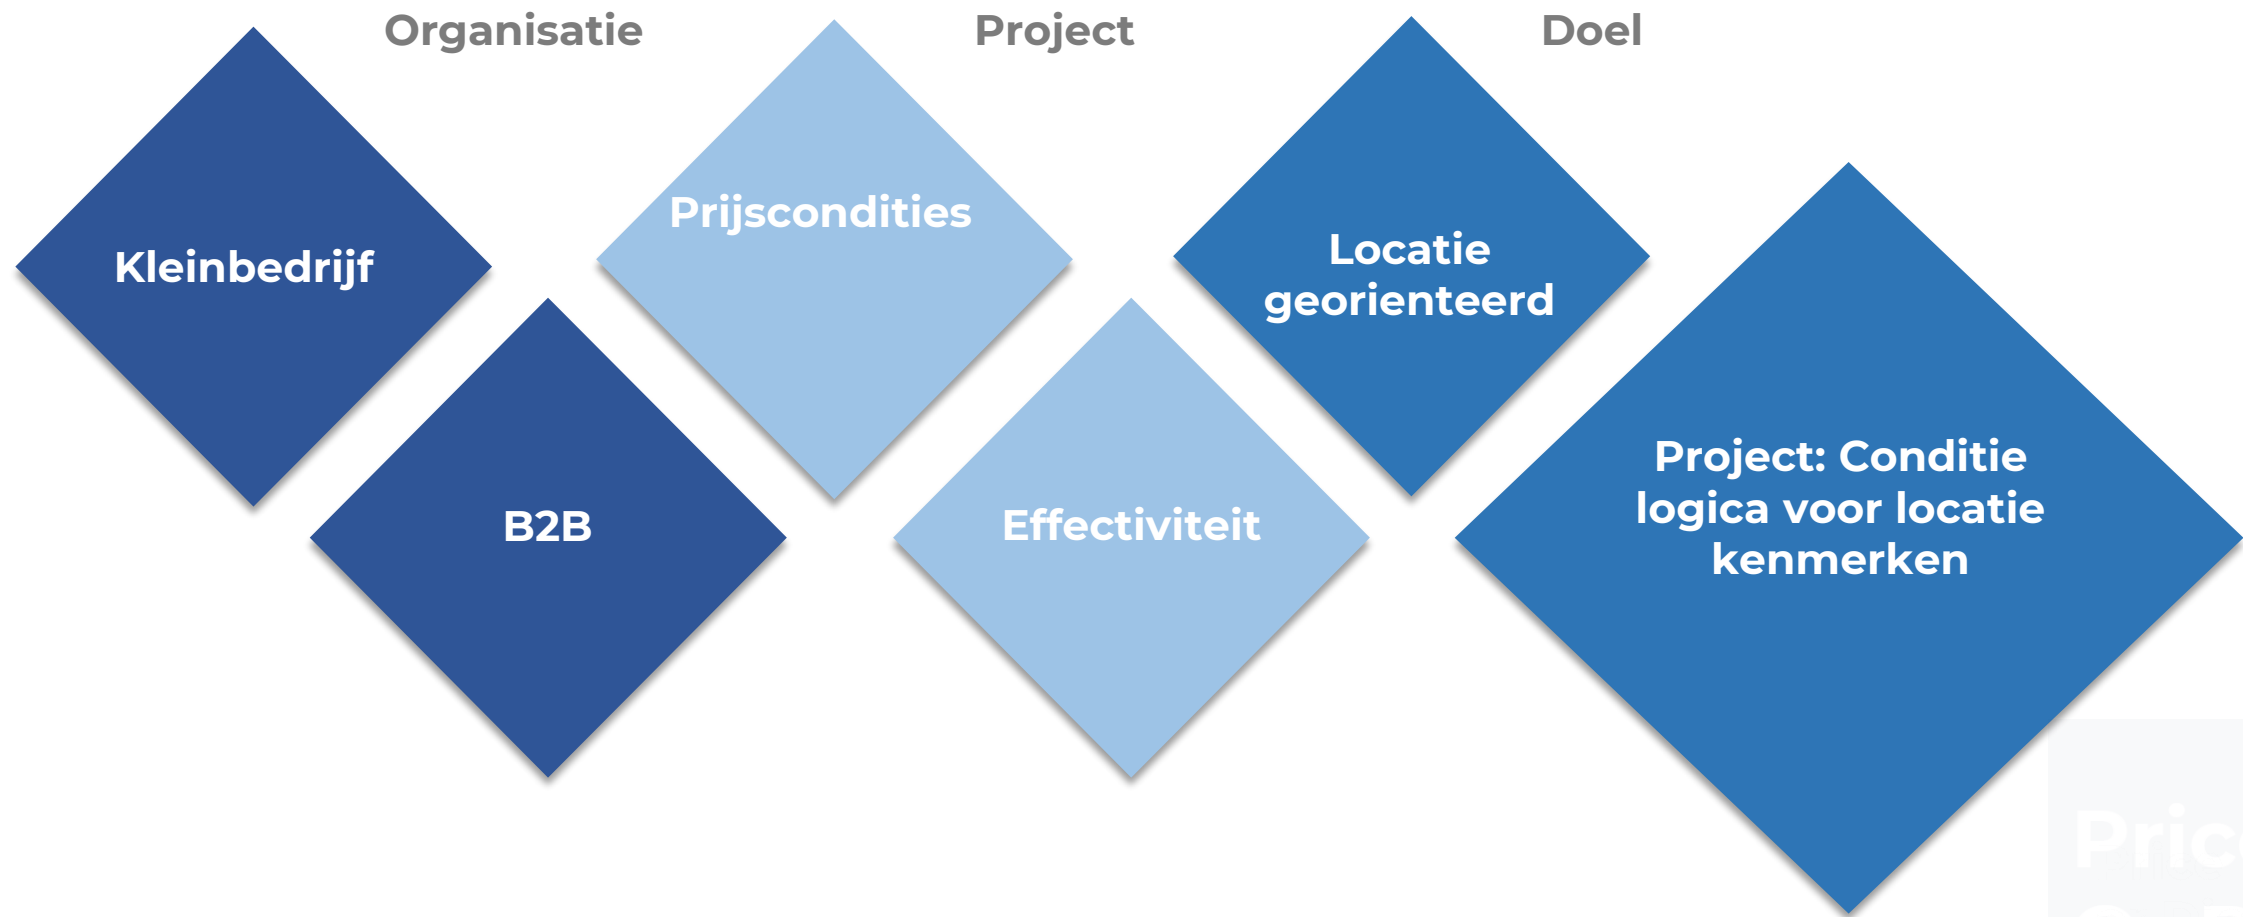 Organisatie
Project
Doel
Kleinbedrijf
Prijscondities
Locatie
georienteerd
B2B
Effectiviteit
Project: Conditie
logica voor locatie
kenmerken